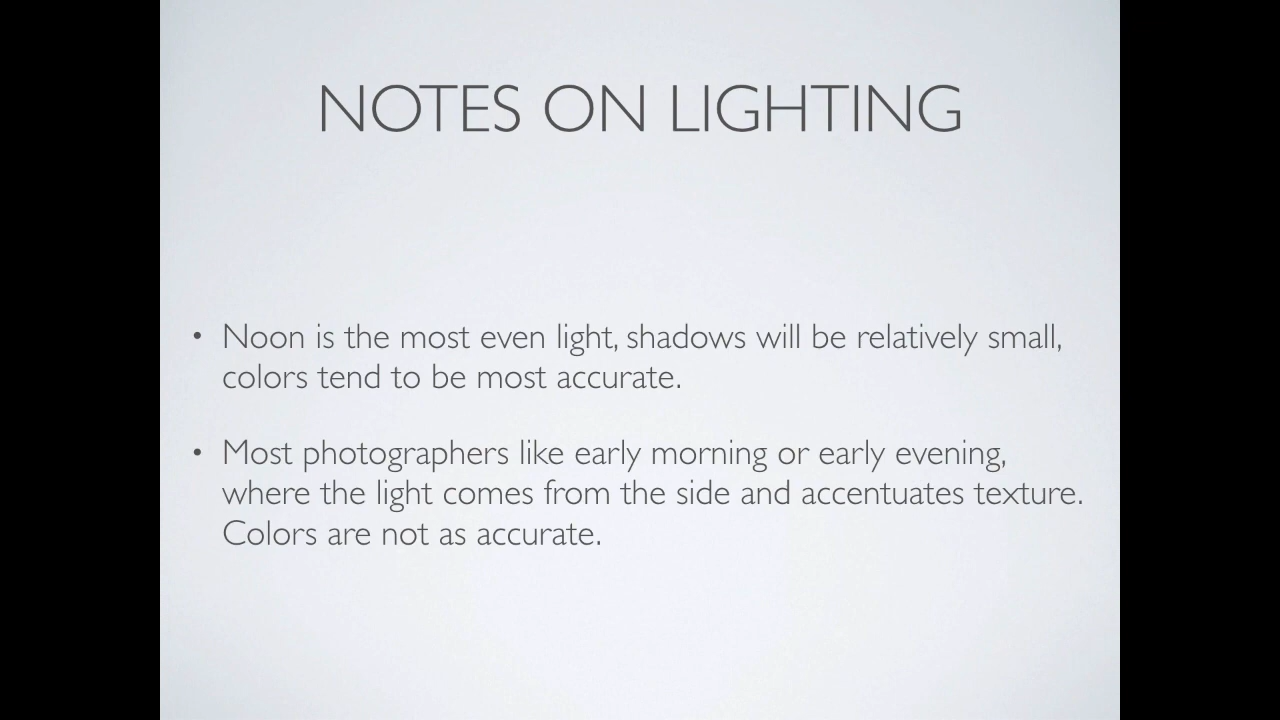 NOTES ON LIGHTING
• Noon is the most even light, shadows will be relatively small,
colors tend to be most accurate.
• Most photographers like early morning or early evening,
where the light comes from the side and accentuates texture.
Colors are not as accurate.